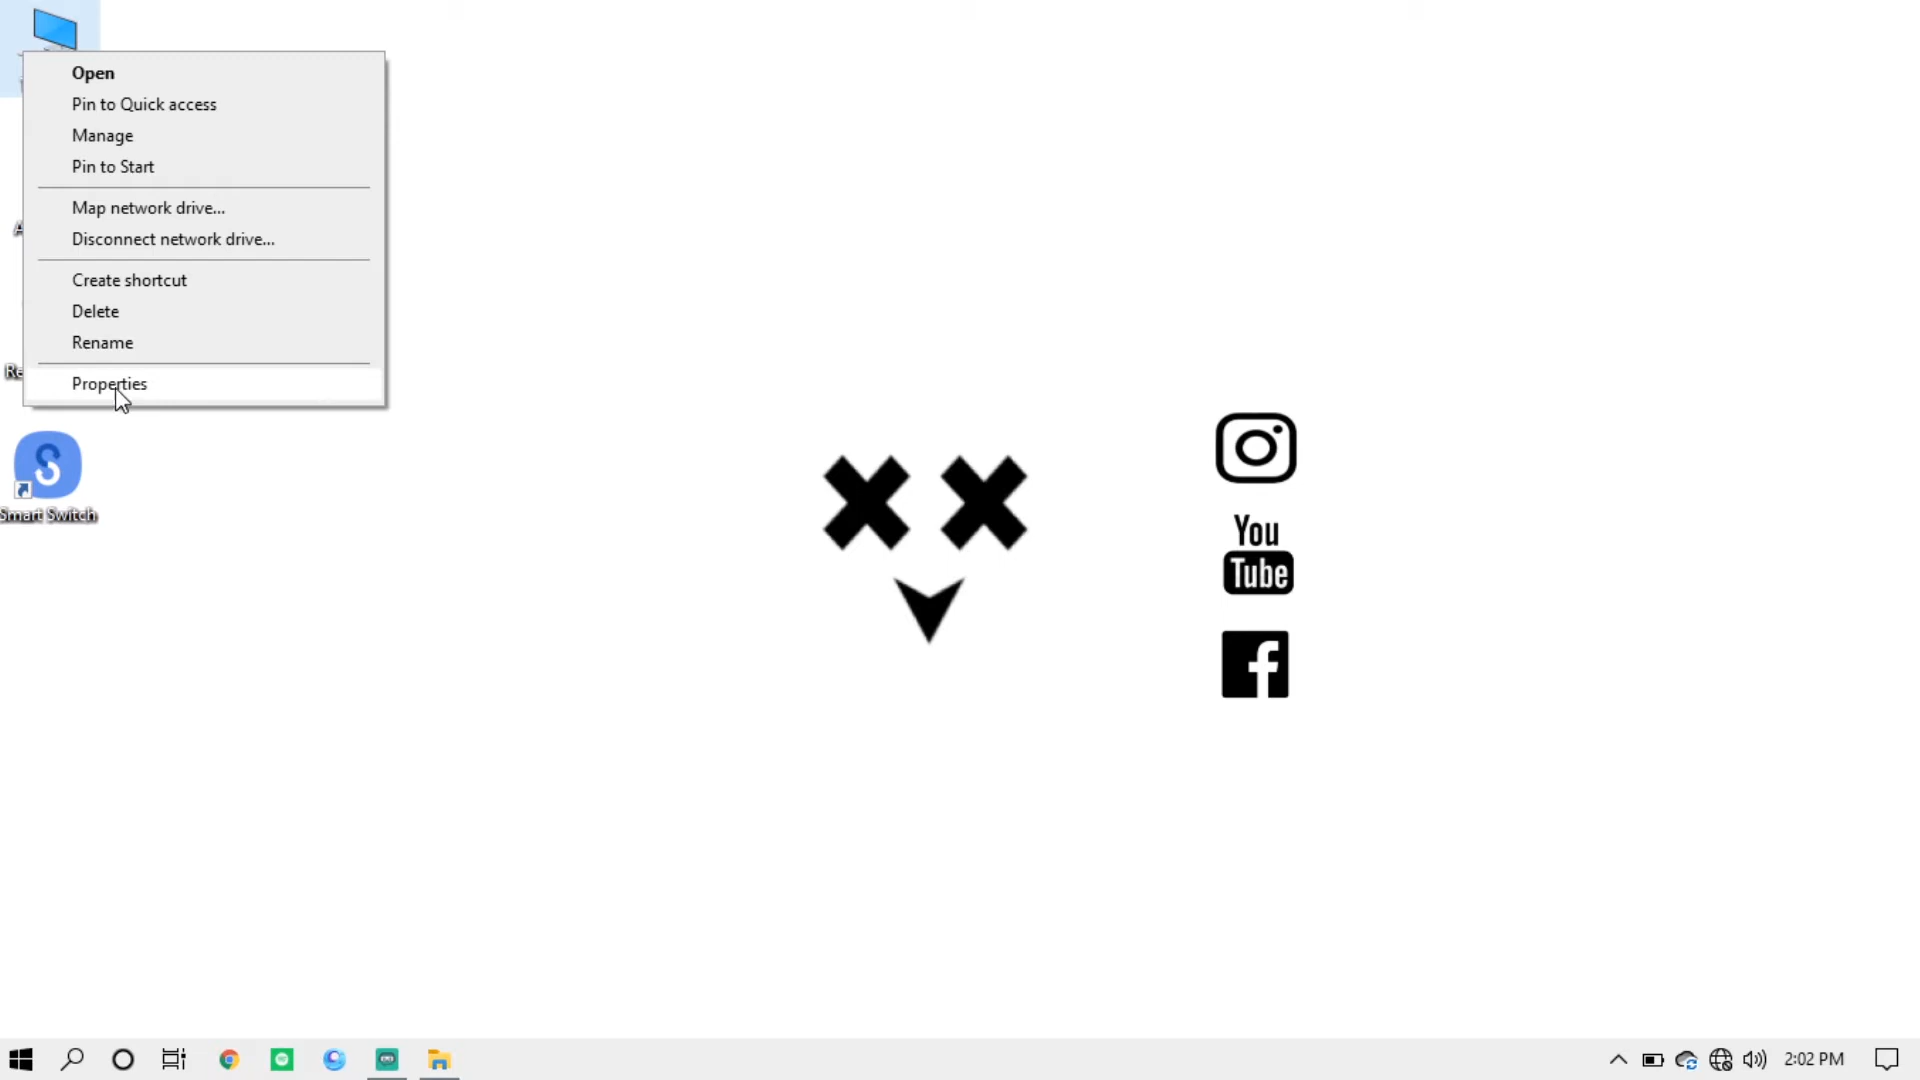 Open
Pin to Quick access
Manage
Pin to Start
Map network drive...
Disconnect network drive...
Create shortcut
Delete
Rename
Properties
Smart Switch
You
Tube
2:02 PM